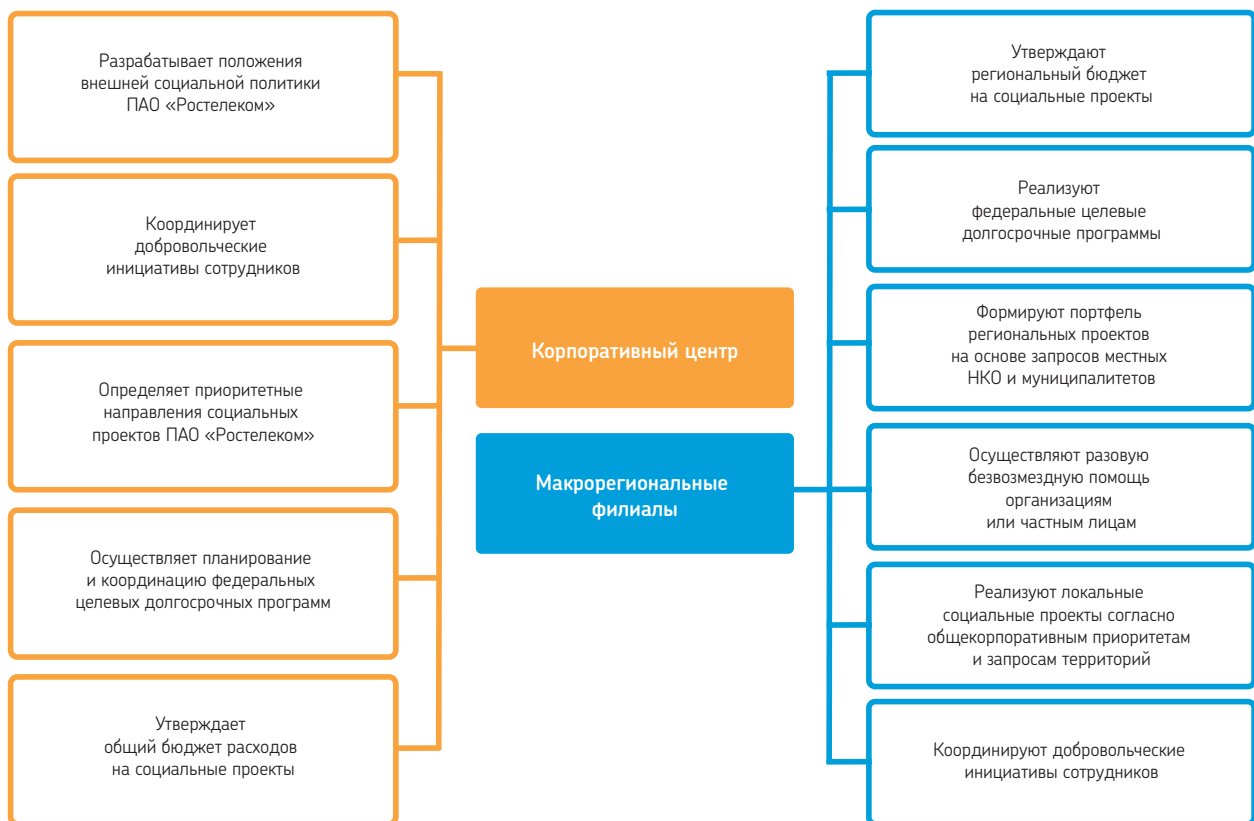 Разрабатывает положения
внешней социальной политики
ПАО «Ростелеком»
Координирует
добровольческие
инициативы сотрудников
Определяет приоритетные
направления социальных
проектов ПАО «Ростелеком»
Осуществляет планирование
и координацию федеральных
целевых долгосрочных программ
Утверждает
общий бюджет расходов
на социальные проекты
Корпоративный центр
Макрорегиональные
филиалы
Утверждают
региональный бюджет
на социальные проекты
Реализуют
федеральные целевые
долгосрочные программы
Формируют портфель
региональных проектов
на основе запросов местных
НКО и муниципалитетов
Осуществляют разовую
безвозмездную помощь
организациям
или частным лицам
Реализуют локальные
социальные проекты согласно
общекорпоративным приоритетам
и запросам территорий
Координируют добровольческие
инициативы сотрудников